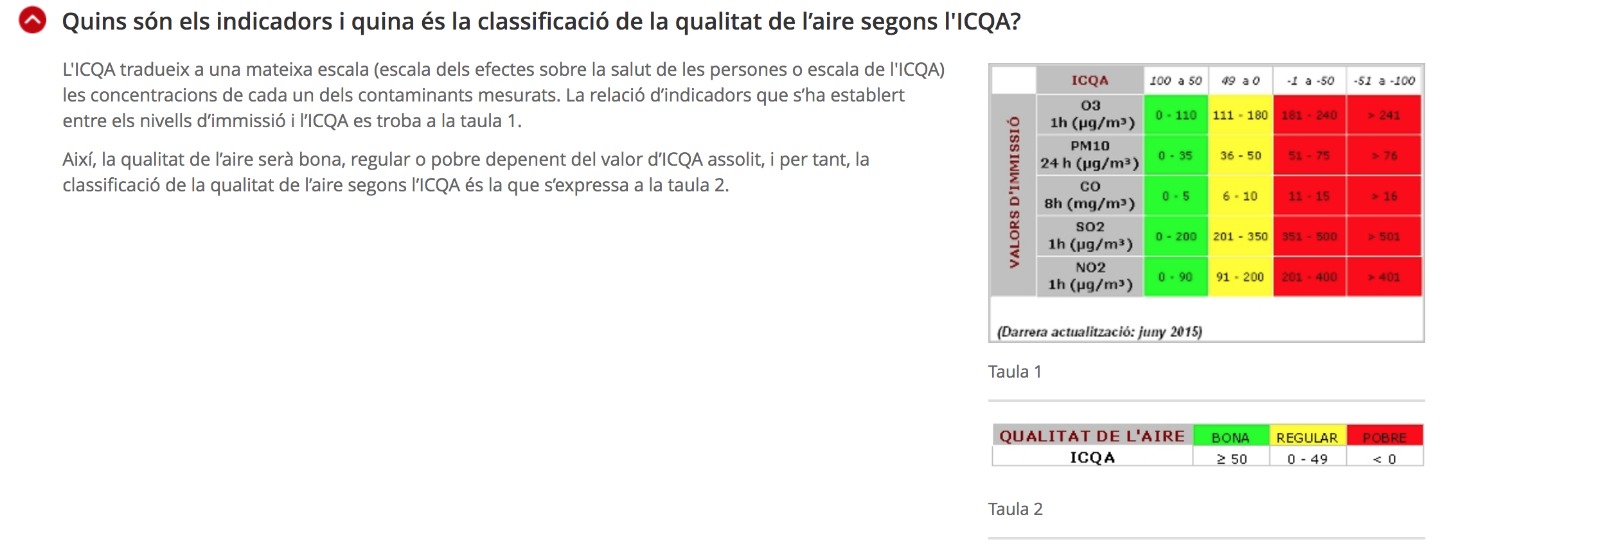 Quins són els indicadors i quina és la classificació de la qualitat de l’aire segons l'ICQA?
L'ICQA tradueix a una mateixa escala (escala dels efectes sobre la salut de les persones o escala de l'ICQA)
les concentracions de cada un dels contaminants mesurats. La relació d’indicadors que s’ha establert
entre els nivells d’immissió i l’ICQA es troba a la taula 1.
Així, la qualitat de l’aire serà bona, regular o pobre depenent del valor d’ICQA assolit, i per tant, la
classificació de la qualitat de l’aire segons l’ICQA és la que s’expressa a la taula 2.
ICQA 100 a 50 49 a 0 -1 a -50 -51 a -100
VALORS D'IMMISSIÓ
O3
1h (µg/m³) 0 - 110 111 - 180 181 - 240 > 241
PM10
24 h (µg/m³) 0 - 35 36 - 50 51 - 75 > 76
CO
8h (mg/m³) 0 - 5 6 - 10 11 - 15 > 16
SO2
1h (µg/m³) 0 - 200 201 - 350 351 - 500 > 501
NO2
1h (µg/m³) 0 - 90 91 - 200 201 - 400 > 401
(Darrera actualització: juny 2015)
Taula 1
QUALITAT DE L'AIRE BONA REGULAR POBRE
ICQA ≥ 50 0 - 49 < 0
Taula 2